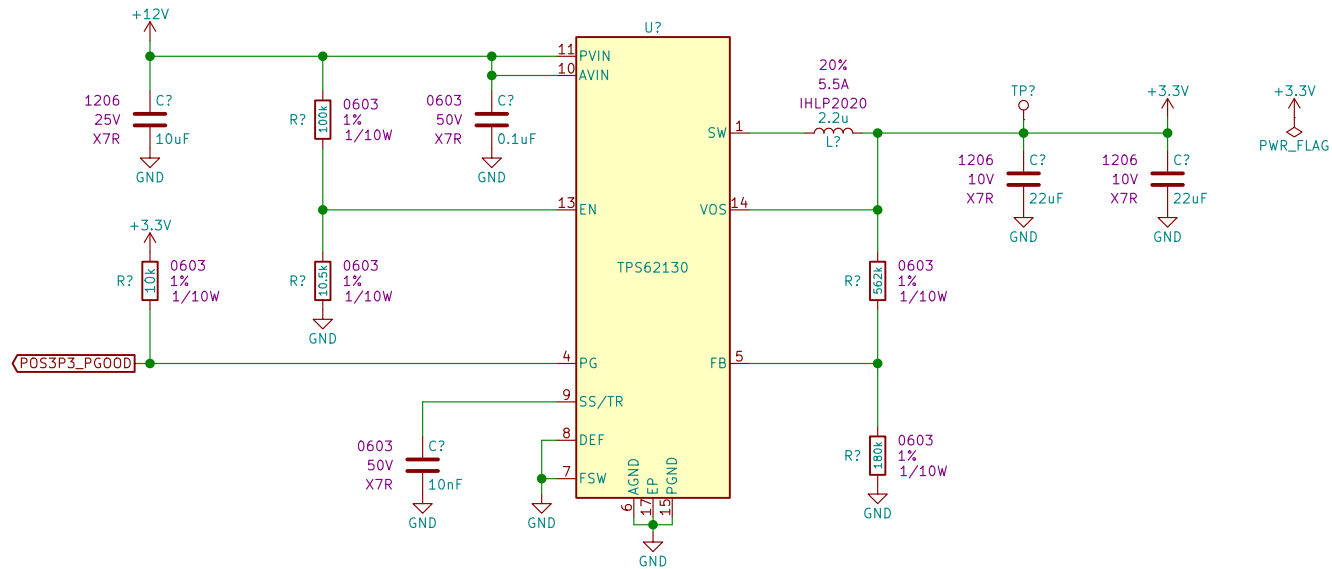 +12V
U?
11
PVIN
10
AVIN
1206
25V
X7R
C?
10uF
GND
R?
100k
0603
1%
1/10W
0603
50V
X7R
C?
0.1uF
GND
20%
5.5A
IHLP2020
2.2u
L?
SW
1
TP?
+3.3V
+3.3V
PWR_FLAG
1206
10V
X7R
C?
22uF
GND
1206
10V
X7R
C?
22uF
GND
13
EN
VOS
14
+3.3V
R?
10k
0603
1%
1/10W
R?
10.5k
0603
1%
1/10W
GND
TPS62130
R?
562k
0603
1%
1/10W
POS3P3_PGOOD
4
PG
FB
5
9
SS/TR
8
DEF
7
FSW
0603
50V
X7R
C?
10nF
GND
GND
AGND
EP
PGND
6
17
15
GND
R?
180k
0603
1%
1/10W
GND